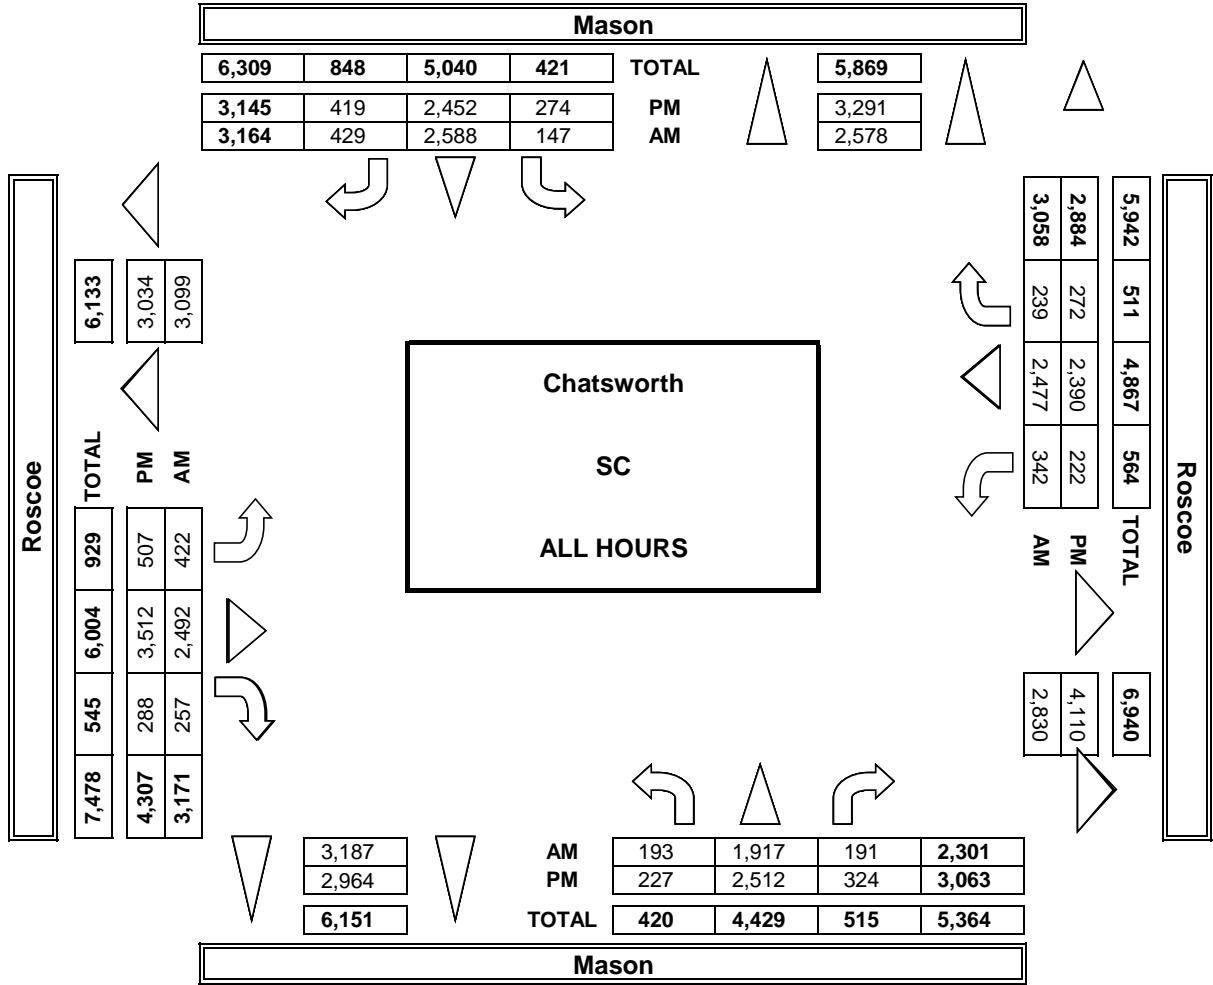 Mason
6,309 848 5,040 421 TOTAL 5,869
3,145 419 2,452 274 PM 3,291
3,164 429 2,588 147 AM 2,578
Roscoe
6,133
3,034
3,099
TOTAL
PM
AM
929 6,004 545 7,478
507 3,512 288 4,307
422 2,492 257 3,171
Chatsworth
SC
ALL HOURS
5,942 511 4,867 564 TOTAL
2,884 272 2,390 222 PM
3,058 239 2,477 342 AM
6,940
4,110
2,830
Roscoe
3,187 AM 193 1,917 191 2,301
2,964 PM 227 2,512 324 3,063
6,151 TOTAL 420 4,429 515 5,364
Mason